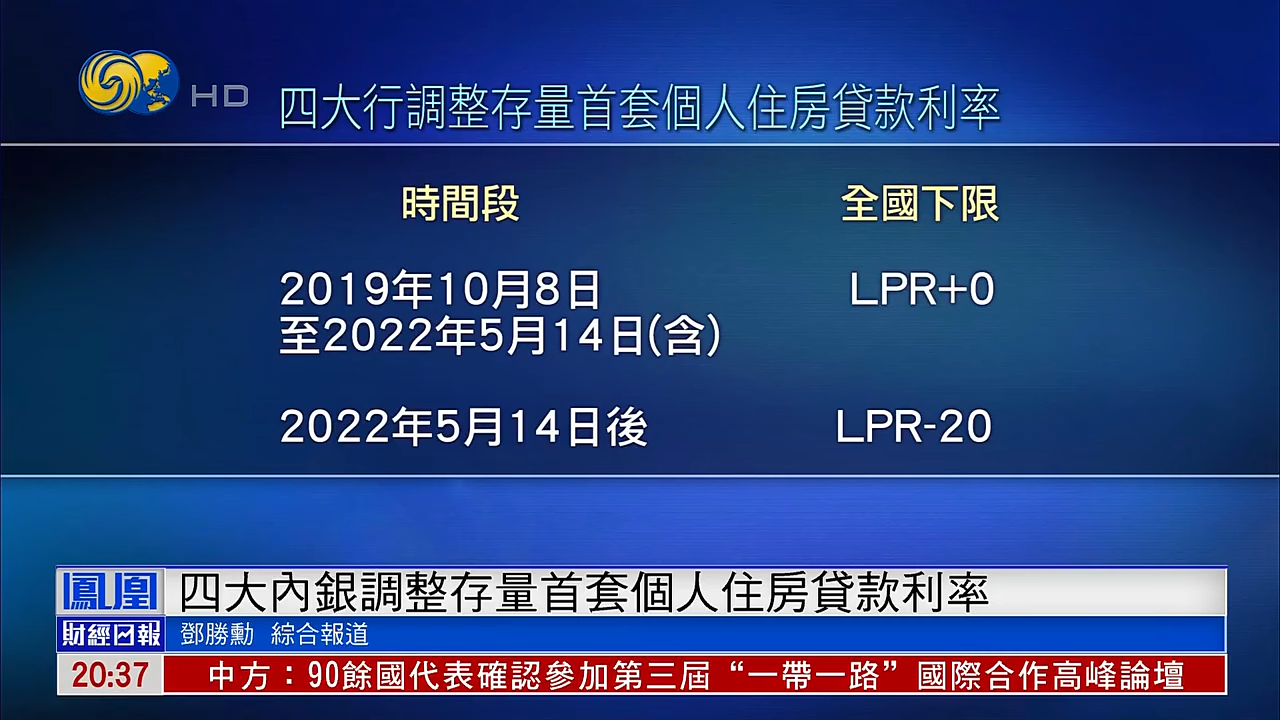 HD
四大行調整存量首套個人住房貸款利率
時間段
全國下限
2019年10月8日
至2022年5月14日(含)
LPR+0
2022年5月14日後
LPR-20
鳳凰
四大內銀調整存量首套個人住房貸款利率
財經日報
鄧勝勳 綜合報道
20:37
中方：90餘國代表確認參加第三屆“一帶一路”國際合作高峰論壇